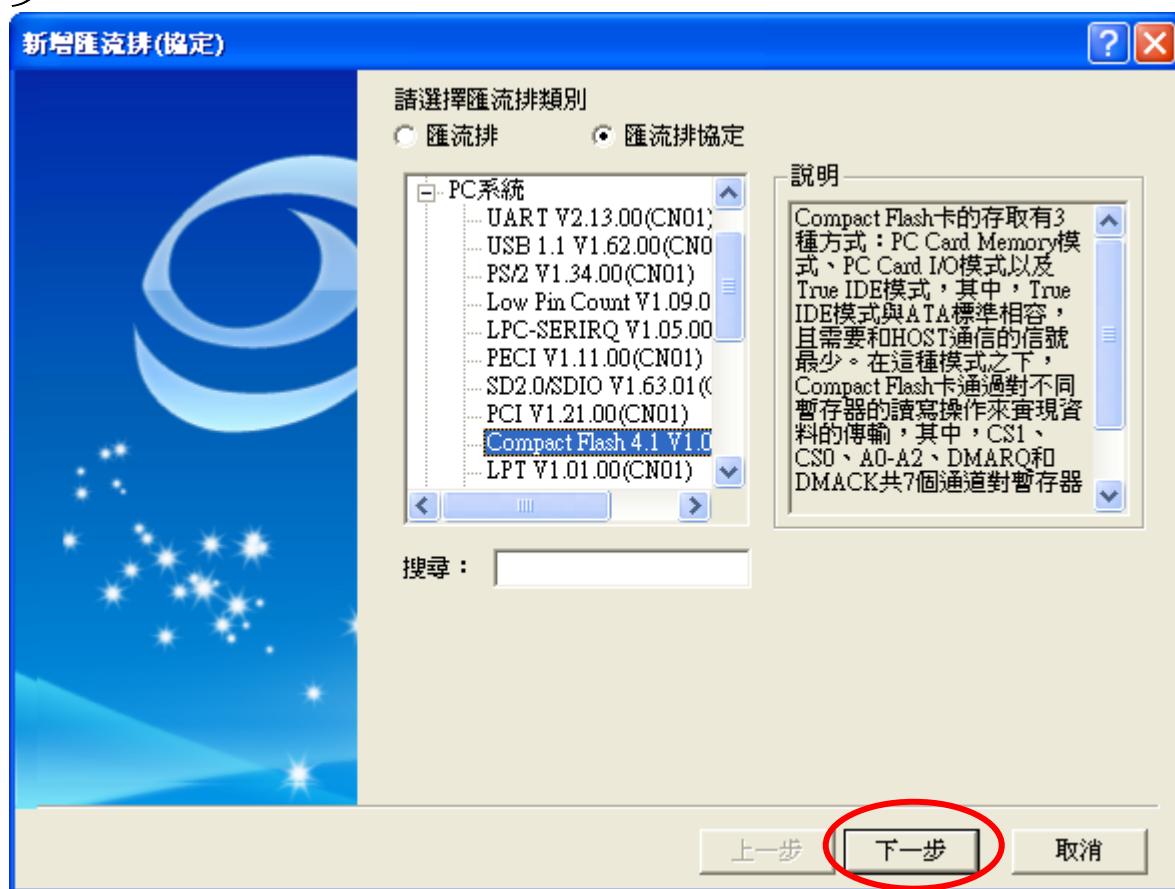 新增匯流排(協定)
請選擇匯流排類別
匯流排
匯流排協定
PC系統
UART V2.13.00(CN01)
USB 1.1 V1.62.00(CN0
PS/2 V1.34.00(CN01)
Low Pin Count V1.09.0
LPC-SERIRQ V1.05.00
PECI V1.11.00(CN01)
SD2.0/SDIO V1.63.01(
PCI V1.21.00(CN01)
Compact Flash 4.1 V1.0
LPT V1.01.00(CN01)
說明
Compact Flash卡的存取有3
種方式：PC Card Memory模
式、PC Card I/O模式以及
True IDE模式，其中，True
IDE模式與ATA標準相容，
且需要和HOST通信的信號
最少。在這種模式之下，
Compact Flash卡通過對不同
暫存器的讀寫操作來實現資
料的傳輸，其中，CS1、
CS0、A0-A2、DMARQ和
DMACK共7個通道對暫存器
搜尋：
上一步
下一步
取消